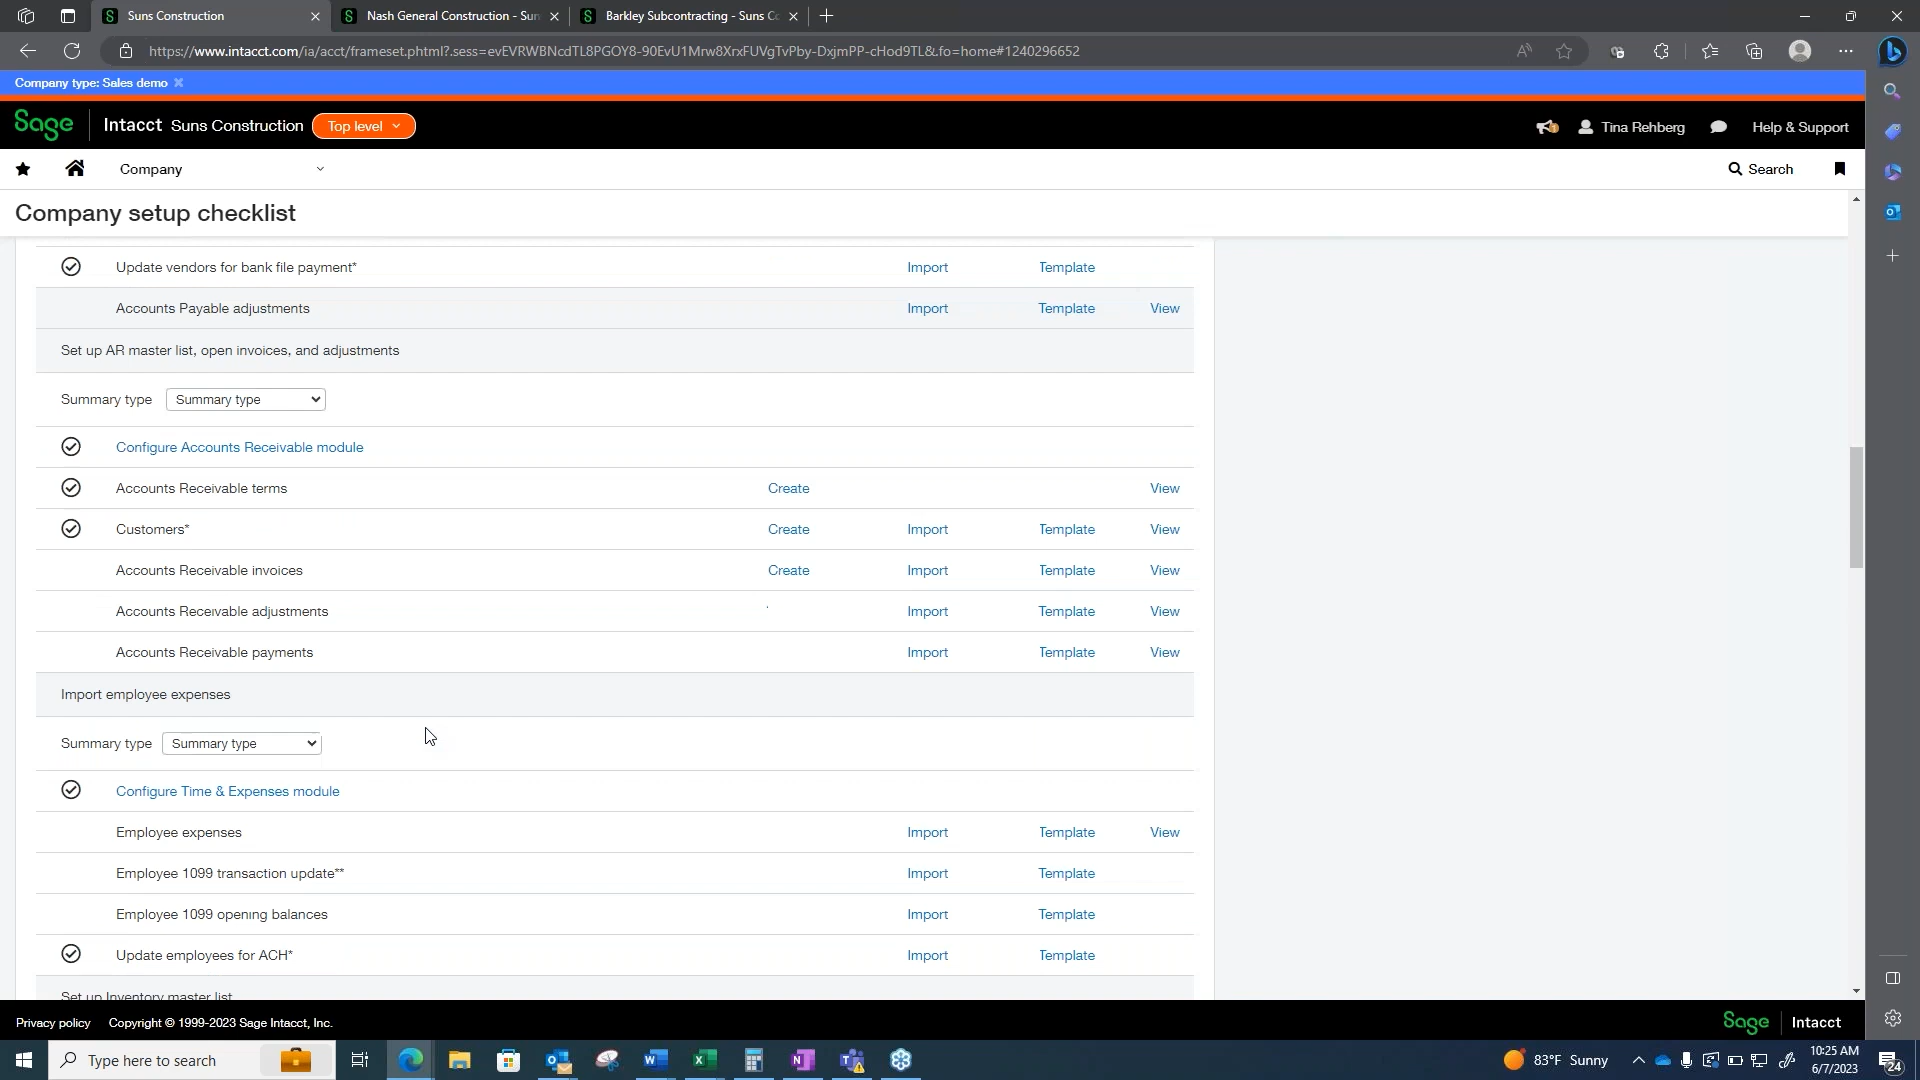 Suns Construction
Nash General Construction - Sun
Barkley Subcontracting - Suns Co
https://www.intacct.com/ia/acct/frameset.phtml?.sess=evEVRWBNcdTL8PGOY8-90EvU1Mrw8XrxFUVgTvPby-DxjmPP-cHod9TL&.fo=home#1240296652
Company type: Sales demo
Sage Intacct Suns Construction Top level
Tina Rehberg Help & Support
Company Search
Company setup checklist
Update vendors for bank file payment* Import Template
Accounts Payable adjustments Import Template View
Set up AR master list, open invoices, and adjustments
Summary type Summary type
Configure Accounts Receivable module
Accounts Receivable terms Create View
Customers* Create Import Template View
Accounts Receivable invoices Create Import Template View
Accounts Receivable adjustments Import Template View
Accounts Receivable payments Import Template View
Import employee expenses
Summary type Summary type
Configure Time & Expenses module
Employee expenses Import Template View
Employee 1099 transaction update** Import Template
Employee 1099 opening balances Import Template
Update employees for ACH* Import Template
Set up Inventory master list
Privacy policy Copyright © 1999-2023 Sage Intacct, Inc. Sage Intacct
Type here to search 83°F Sunny 10:25 AM
6/7/2023 24